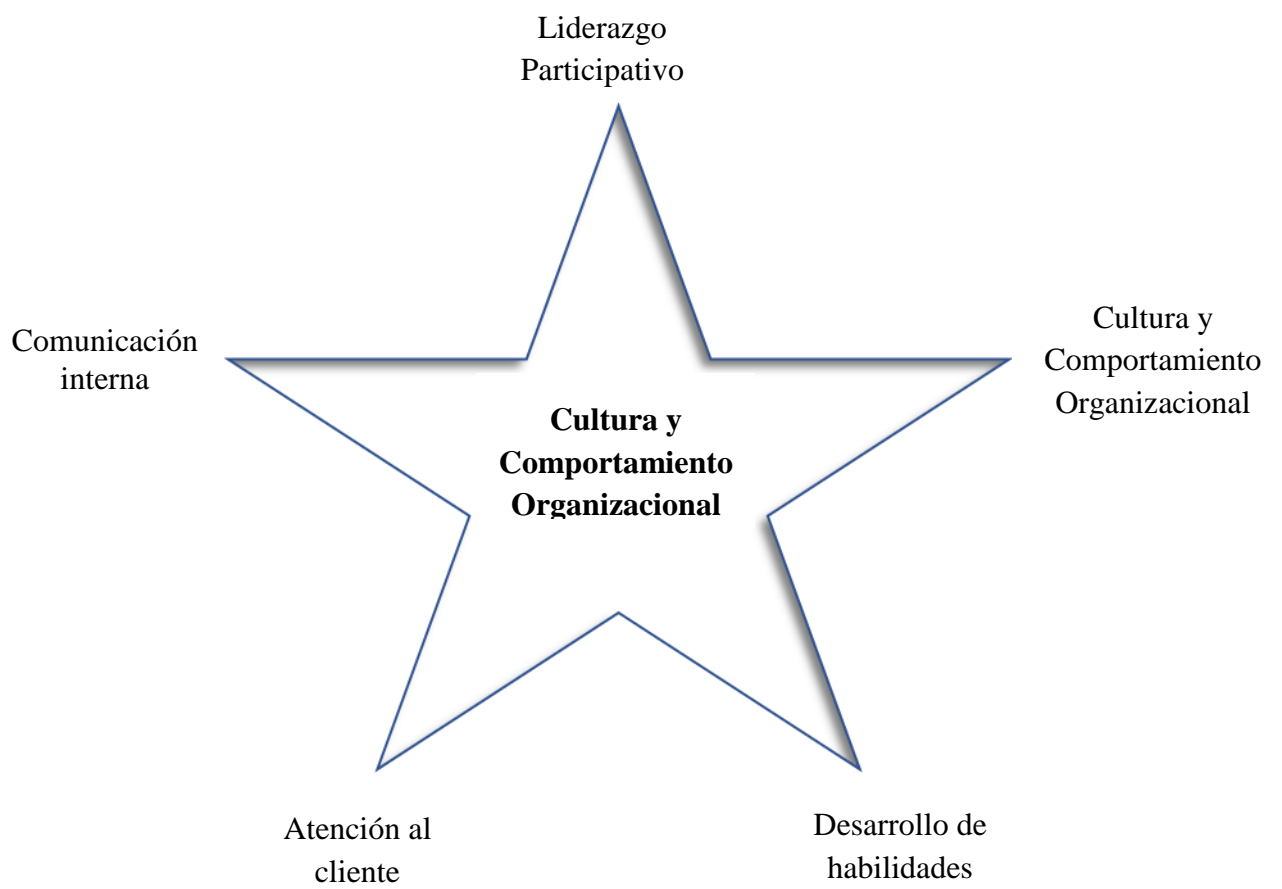 Liderazgo
Participativo
Comunicación
interna
Cultura y
Comportamiento
Organizacional
Cultura y
Comportamiento
Organizacional
Atención al
cliente
Desarrollo de
habilidades